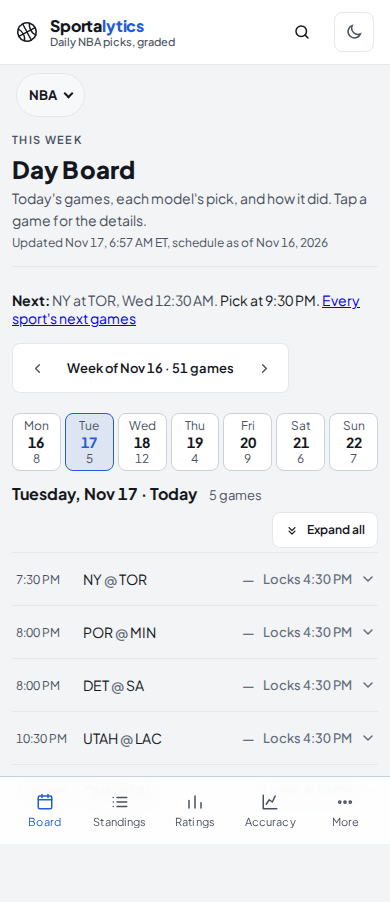 Sportalytics
Daily NBA picks, graded
NBA
THIS WEEK
Day Board
Today's games, each model's pick, and how it did. Tap a
game for the details.
Updated Nov 17, 6:57 AM ET, schedule as of Nov 16, 2026
Next: NY at TOR, Wed 12:30 AM. Pick at 9:30 PM. Every
sport's next games
Week of Nov 16 · 51 games
Mon Tue Wed Thu Fri Sat Sun
16 17 18 19 20 21 22
8 5 12 4 9 6 7
Tuesday, Nov 17 · Today 5 games
Expand all
7:30 PM NY @ TOR — Locks 4:30 PM
8:00 PM POR @ MIN — Locks 4:30 PM
8:00 PM DET @ SA — Locks 4:30 PM
10:30 PM UTAH @ LAC — Locks 4:30 PM
Board Standings Ratings Accuracy More